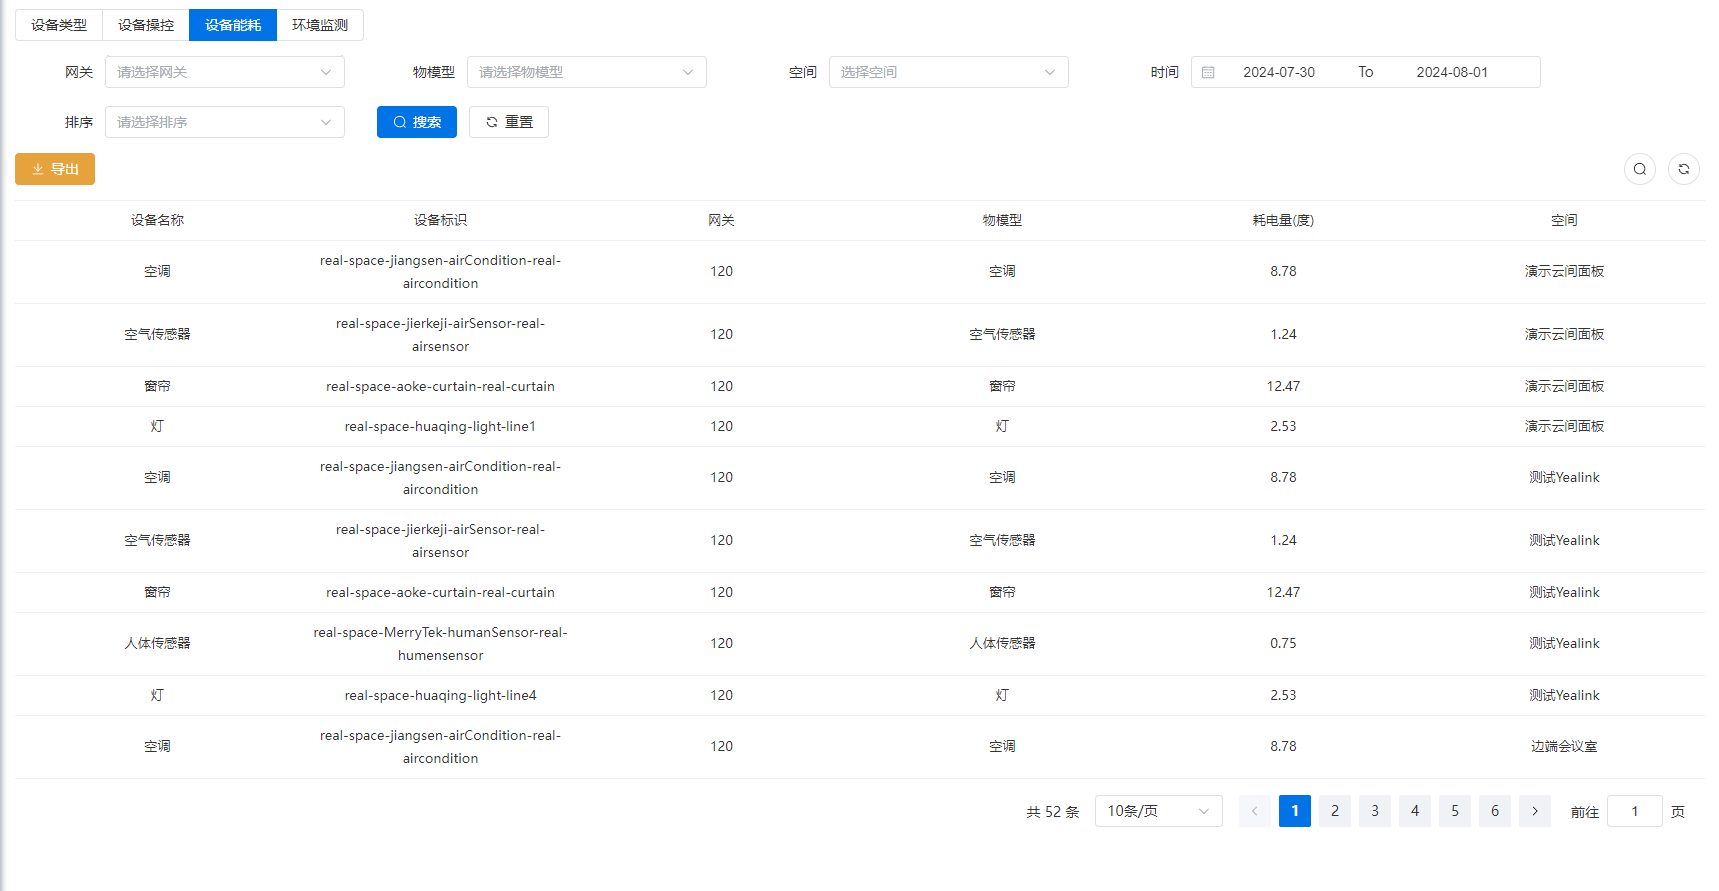 设备类型 设备操控 设备能耗 环境监测
网关 请选择网关 物模型 请选择物模型 空间 选择空间 时间 2024-07-30 To 2024-08-01
排序 请选择排序 搜索 重置
导出
设备名称 设备标识 网关 物模型 耗电量(度) 空间
空调 real-space-jiangsen-airCondition-real-aircondition 120 空调 8.78 演示云间面板
空气传感器 real-space-jierkeji-airSensor-real-airsensor 120 空气传感器 1.24 演示云间面板
窗帘 real-space-aoke-curtain-real-curtain 120 窗帘 12.47 演示云间面板
灯 real-space-huaqing-light-line1 120 灯 2.53 演示云间面板
空调 real-space-jiangsen-airCondition-real-aircondition 120 空调 8.78 测试Yealink
空气传感器 real-space-jierkeji-airSensor-real-airsensor 120 空气传感器 1.24 测试Yealink
窗帘 real-space-aoke-curtain-real-curtain 120 窗帘 12.47 测试Yealink
人体传感器 real-space-MerryTek-humanSensor-real-humensensor 120 人体传感器 0.75 测试Yealink
灯 real-space-huaqing-light-line4 120 灯 2.53 测试Yealink
空调 real-space-jiangsen-airCondition-real-aircondition 120 空调 8.78 边端会议室
共 52 条 10条/页 1 2 3 4 5 6 前往 1 页